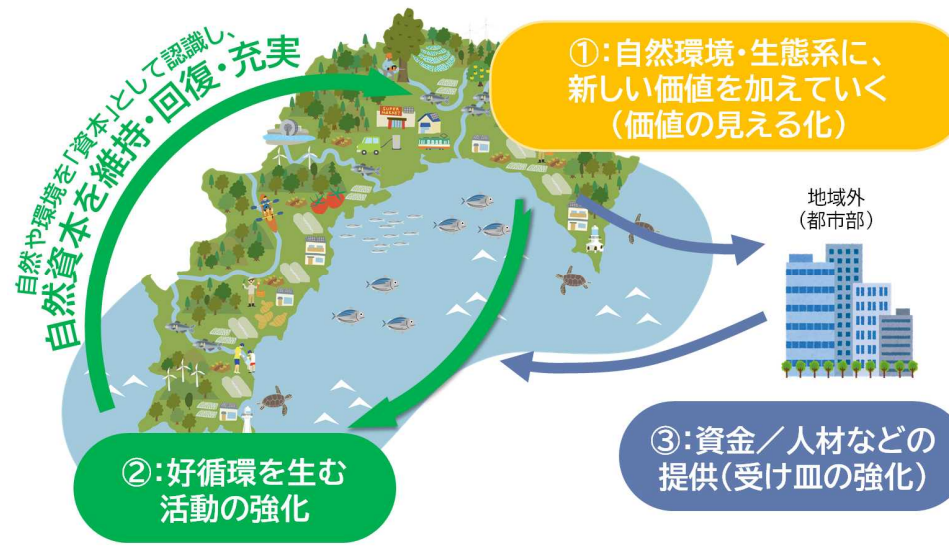 自然や環境を「資本」として認識し、
自然資本を維持・回復・充実
①:自然環境・生態系に、
新しい価値を加えていく
(価値の見える化)
SUPER
MARKET
地域外
(都市部)
②:好循環を生む
活動の強化
③:資金/人材などの
提供(受け皿の強化)